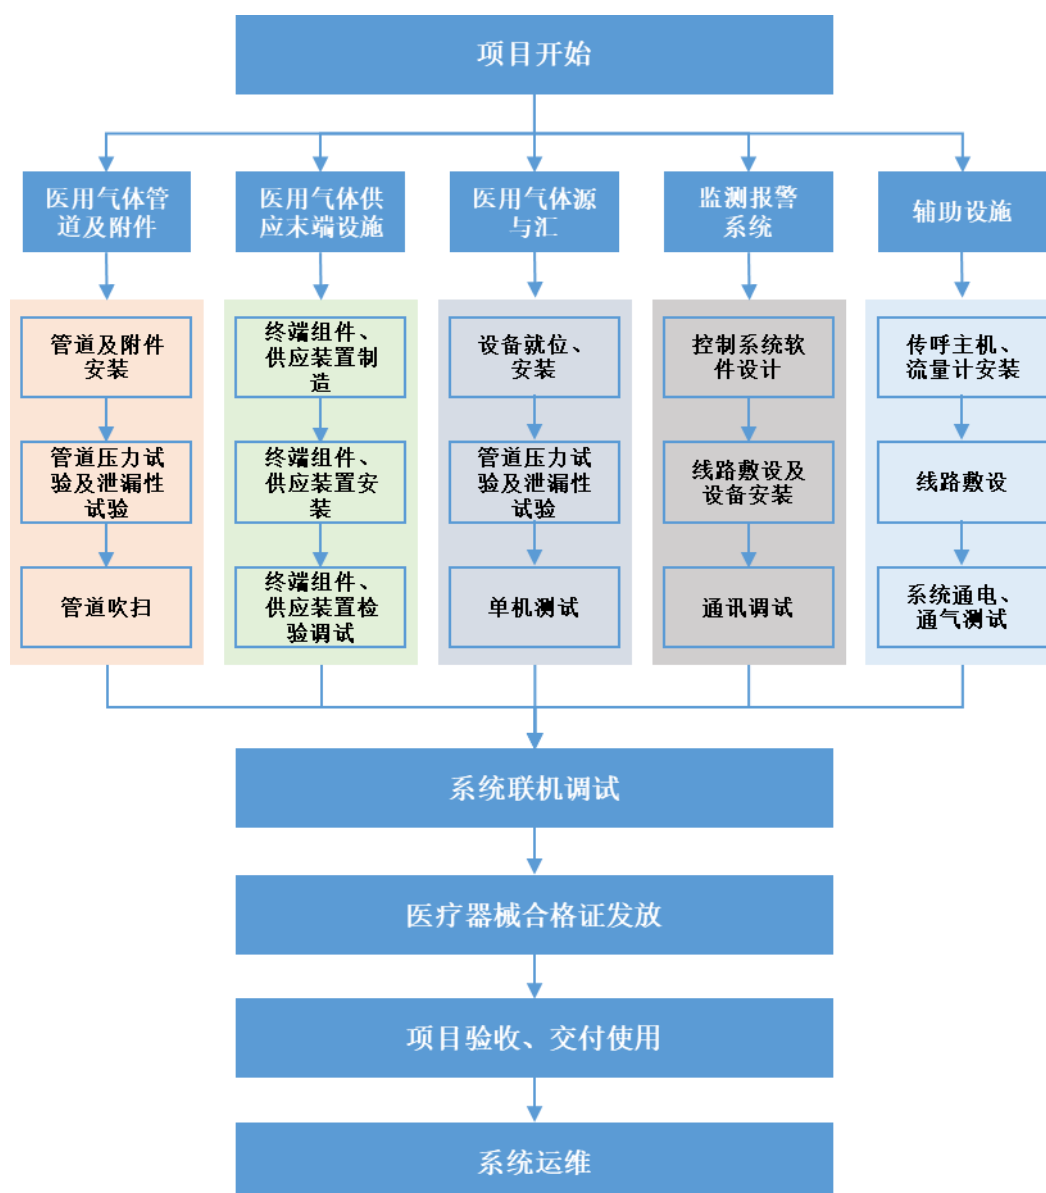 项目开始
医用气体管
道及附件
医用气体供
应末端设施
医用气体源
与汇
监测报警
系统
辅助设施
管道及附件
安装
管道压力试
验及泄漏性
试验
管道吹扫
终端组件、
供应装置制
造
终端组件、
供应装置安
装
终端组件、
供应装置检
验调试
设备就位、
安装
管道压力试
验及泄漏性
试验
单机测试
控制系统软
件设计
线路敷设及
设备安装
通讯调试
传呼主机、
流量计安装
线路敷设
系统通电、
通气测试
系统联机调试
医疗器械合格证发放
项目验收、交付使用
系统运维